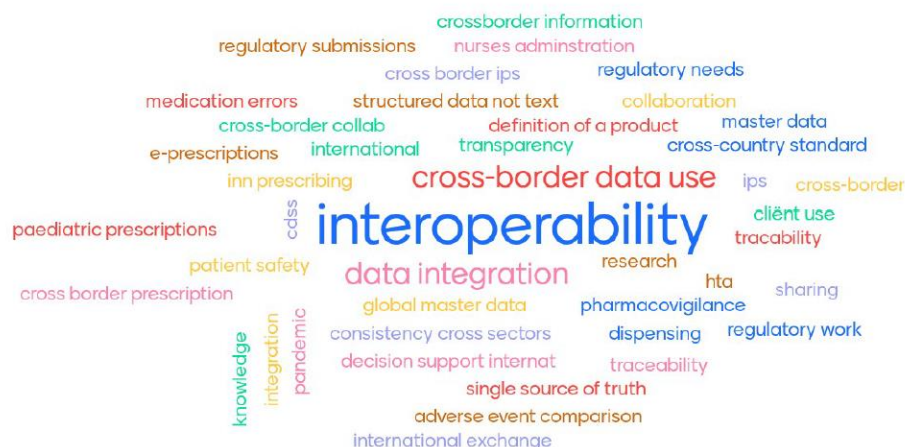 crossborder information
regulatory submissions
nurses adminstration
cross border ips
regulatory needs
medication errors
structured data not text
collaboration
cross-border collab
definition of a product
master data
e-prescriptions
international
transparency
cross-country standard
inn prescribing
cross-border data use
ips
cross-border
cdss
interoperability
cliënt use
paediatric prescriptions
tracability
patient safety
data integration
research
hta
cross border prescription
global master data
pharmacovigilance
sharing
knowledge
integration
pandemic
consistency cross sectors
dispensing
regulatory work
decision support internat
traceability
single source of truth
adverse event comparison
international exchange